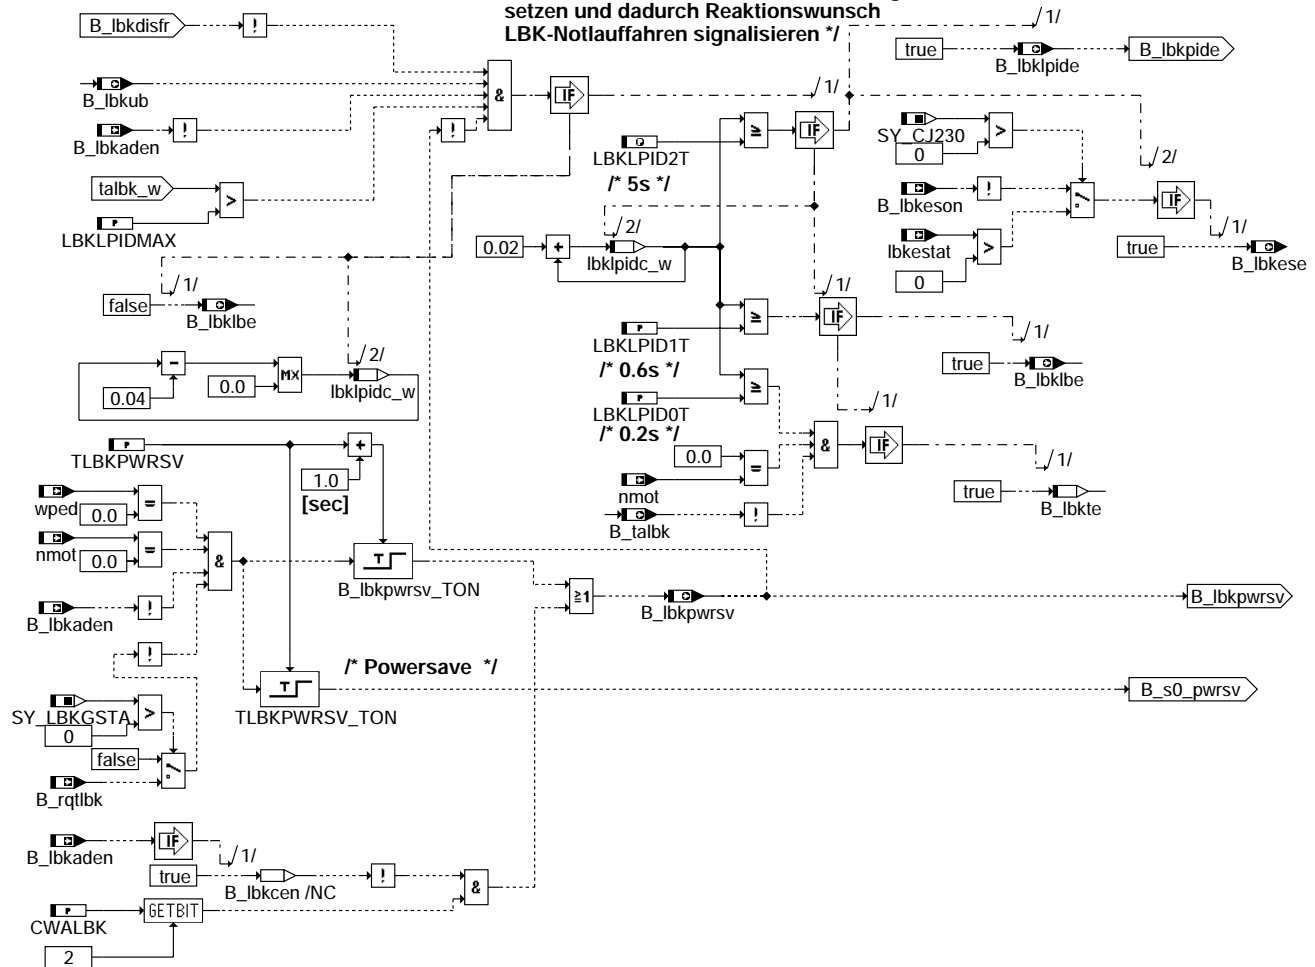 setzen und dadurch Reaktionswunsch
LBK-Notlauffahren signalisieren */
B_lbkdisfr
!
/1/
true
B_lbklpide
B_lbkpide
B_lbkub
&
IF
/1/
B_lbkaden
!
!
LBKLPID2T
/* 5s */
≥
IF
SY_CJ230
0
>
/2/
talbk_w
>
LBKLPIDMAX
B_lbkeson
!
IF
/1/
lbkestat
0
>
true
B_lbkese
0.02
+
/2/
lbklpidc_w
/1/
false
B_lbklbe
/1/
LBKLPID1T
/* 0.6s */
≥
IF
/1/
true
B_lbklbe
-
0.04
0.0
MX
/2/
lbklpidc_w
LBKLPID0T
/* 0.2s */
≥
/1/
TLBKPWRSV
+
1.0
[sec]
0.0
=
nmot
&
IF
/1/
true
B_lbkte
B_talbk
!
wped
0.0
=
nmot
0.0
=
&
T
B_lbkpwrsv_TON
B_lbkaden
!
≥1
B_lbkpwrsv
B_lbkpwrsv
!
/* Powersave */
T
TLBKPWRSV_TON
B_s0_pwrsv
SY_LBKGSTA
0
>
false
B_rqtlbk
B_lbkaden
IF
/1/
true
B_lbkcen /NC
!
&
CWALBK
GETBIT
2